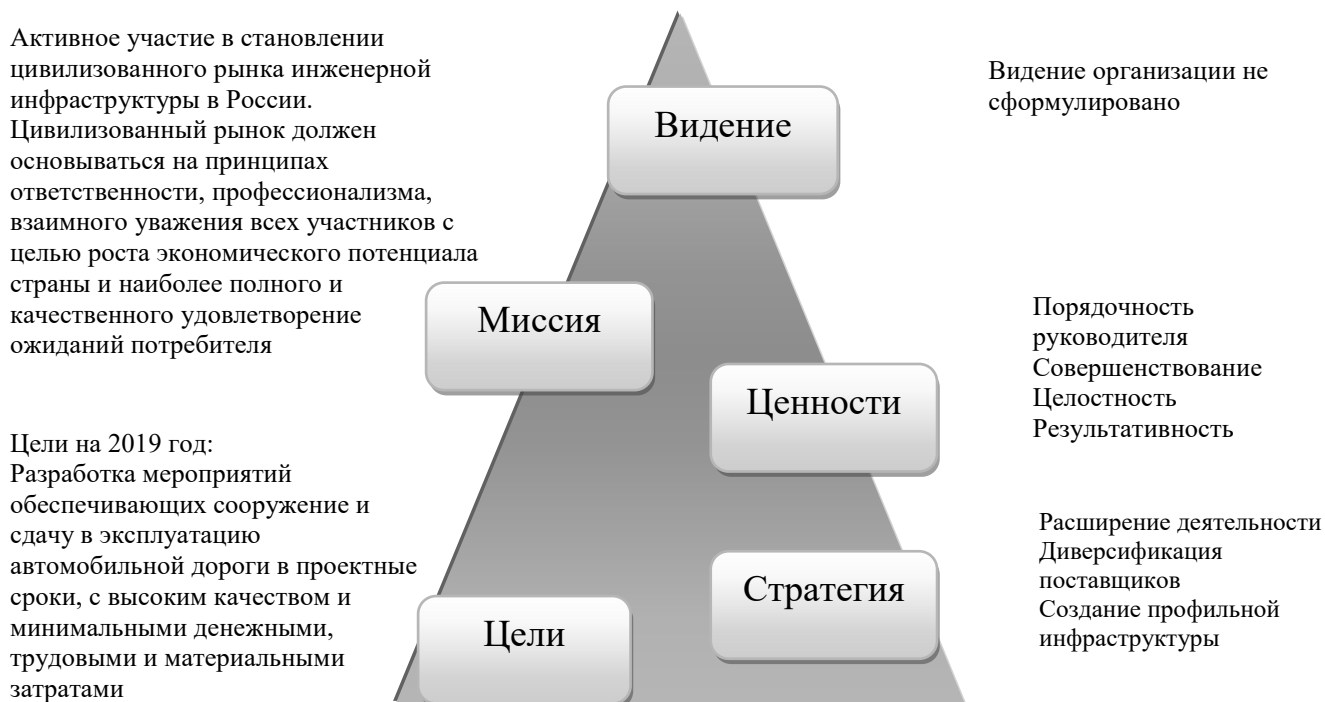 Активное участие в становлении
цивилизованного рынка инженерной
инфраструктуры в России.
Цивилизованный рынок должен
основываться на принципах
ответственности, профессионализма,
взаимного уважения всех участников с
целью роста экономического потенциала
страны и наиболее полного и
качественного удовлетворение
ожиданий потребителя
Видение
Видение организации не
сформулировано
Миссия
Ценности
Порядочность
руководителя
Совершенствование
Целостность
Результативность
Цели на 2019 год:
Разработка мероприятий
обеспечивающих сооружение и
сдачу в эксплуатацию
автомобильной дороги в проектные
сроки, с высоким качеством и
минимальными денежными,
трудовыми и материальными
затратами
Цели
Стратегия
Расширение деятельности
Диверсификация
поставщиков
Создание профильной
инфраструктуры